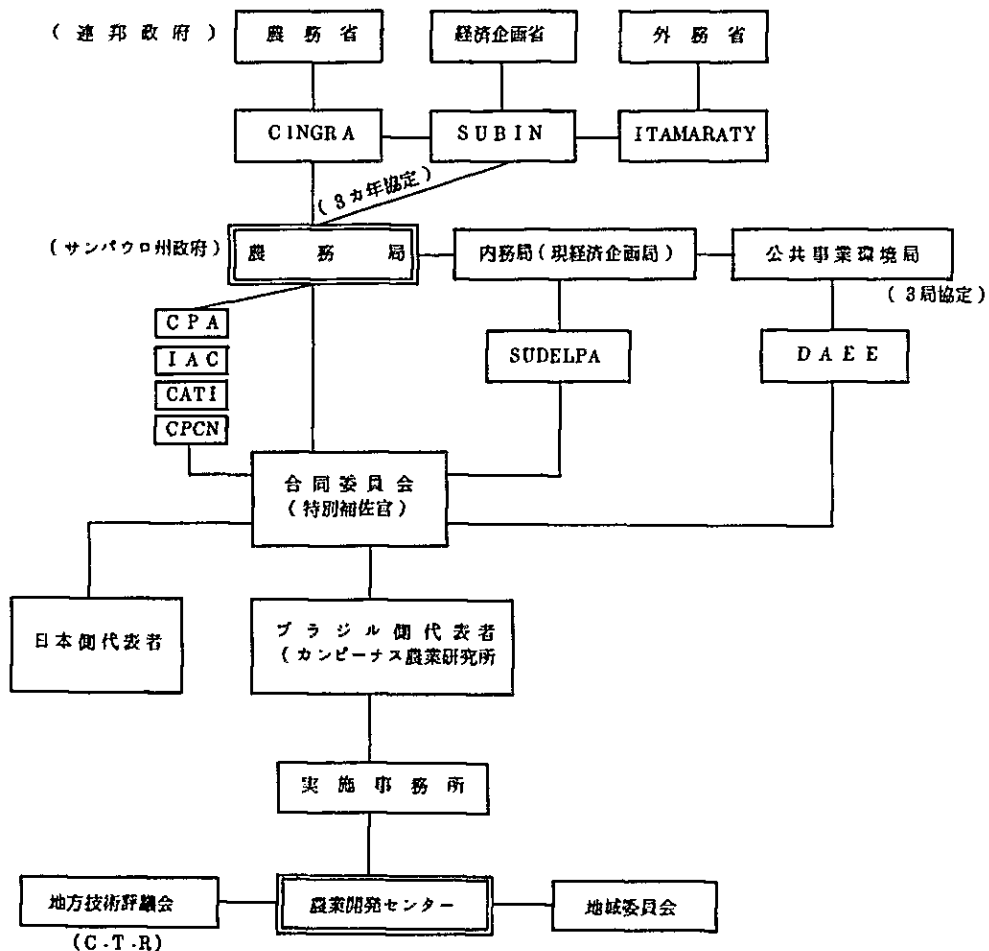 (連邦政府) 農務省 経済企画省 外務省
CINGRA SUBIN ITAMARATY
(3カ年協定)
(サンパウロ州政府) 農務局 内務局(現経済企画局) 公共事業環境局
(3局協定)
CPA
IAC
CATI
CPCN
SUDELPA DAEE
合同委員会
(特別補佐官)
日本側代表者
ブラジル側代表者
(カンピーナス農業研究所
実施事務所
地方技術評議会 農業開発センター 地域委員会
(C・T・R)